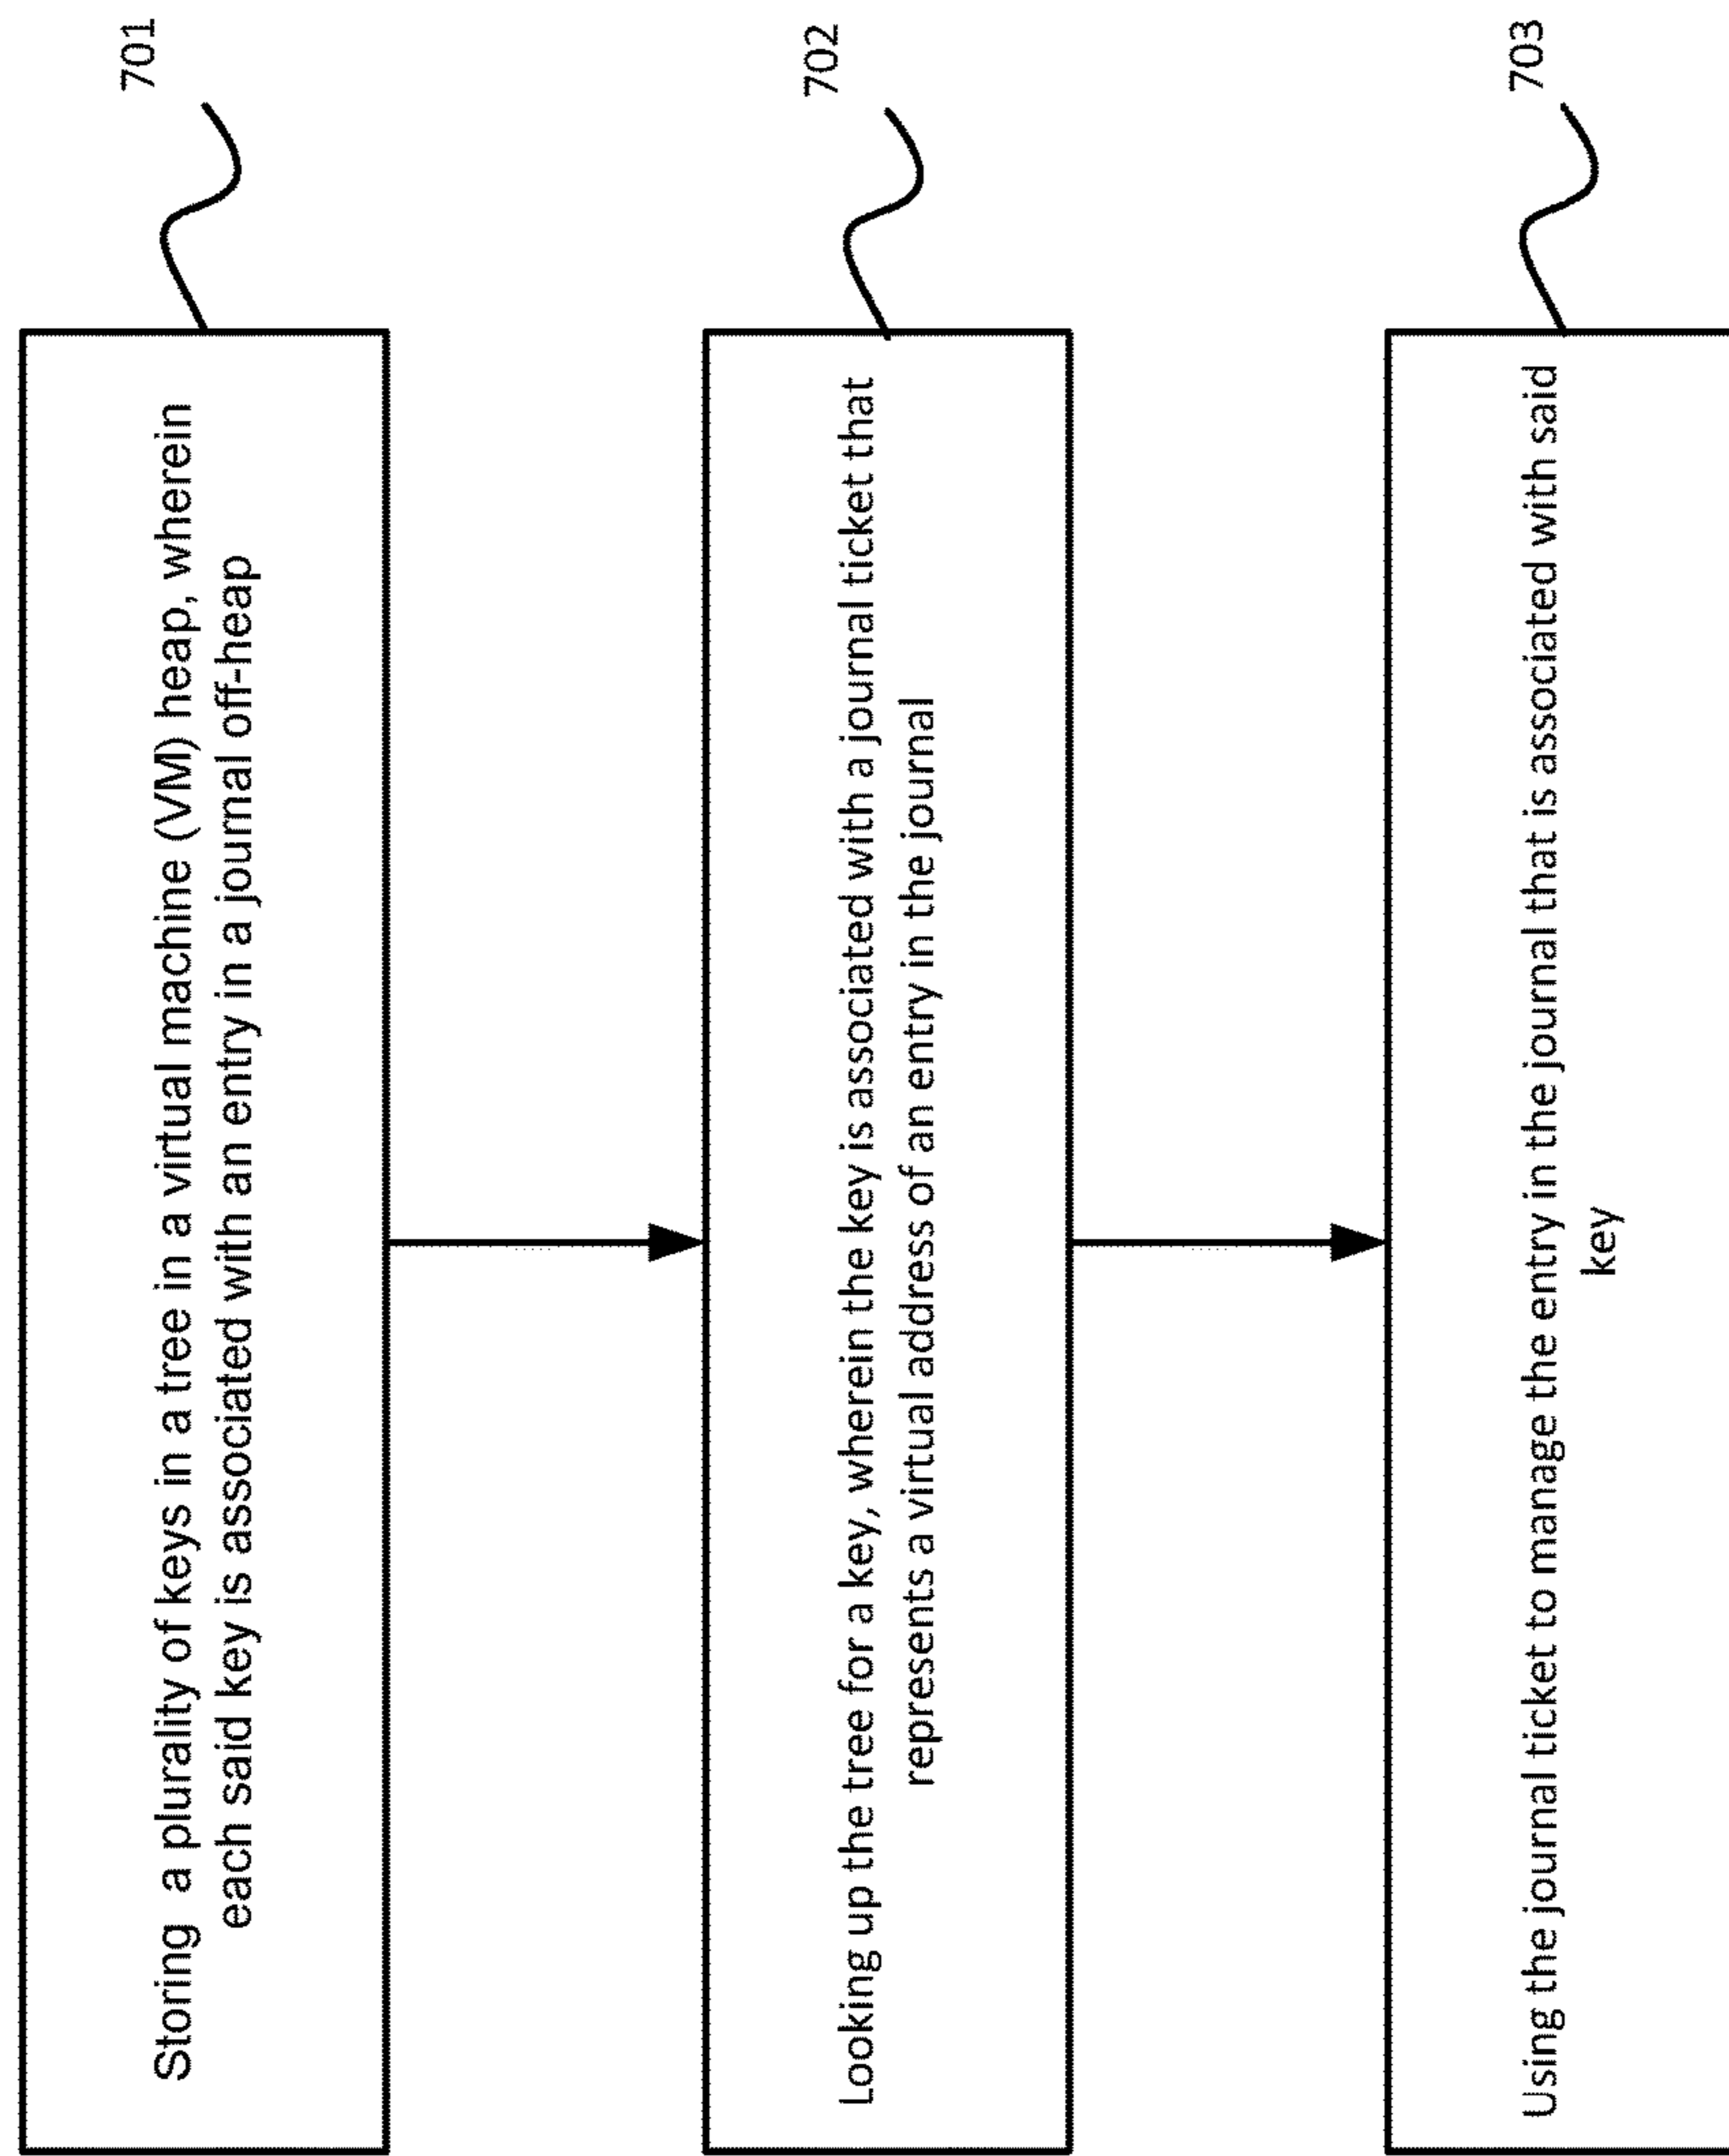 701
Storing a plurality of keys in a tree in a virtual machine (VM) heap, wherein
each said key is associated with an entry in a journal off-heap
702
Looking up the tree for a key, wherein the key is associated with a journal ticket that
represents a virtual address of an entry in the journal
703
Using the journal ticket to manage the entry in the journal that is associated with said
key